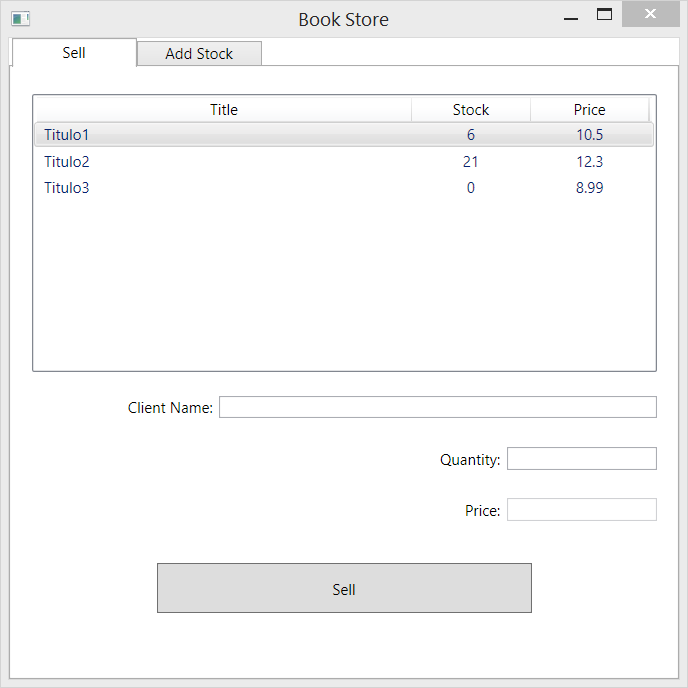 Book Store
Sell Add Stock
Title Stock Price
Titulo1 6 10.5
Titulo2 21 12.3
Titulo3 0 8.99
Client Name:
Quantity:
Price:
Sell